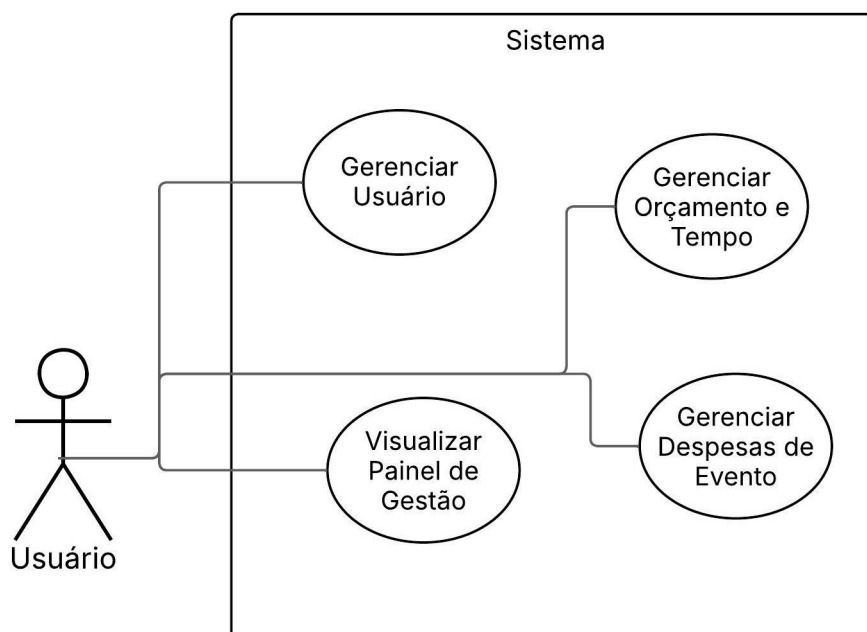 Sistema
Gerenciar
Usuário
Gerenciar
Orçamento e
Tempo
Visualizar
Painel de
Gestão
Gerenciar
Despesas de
Evento
Usuário